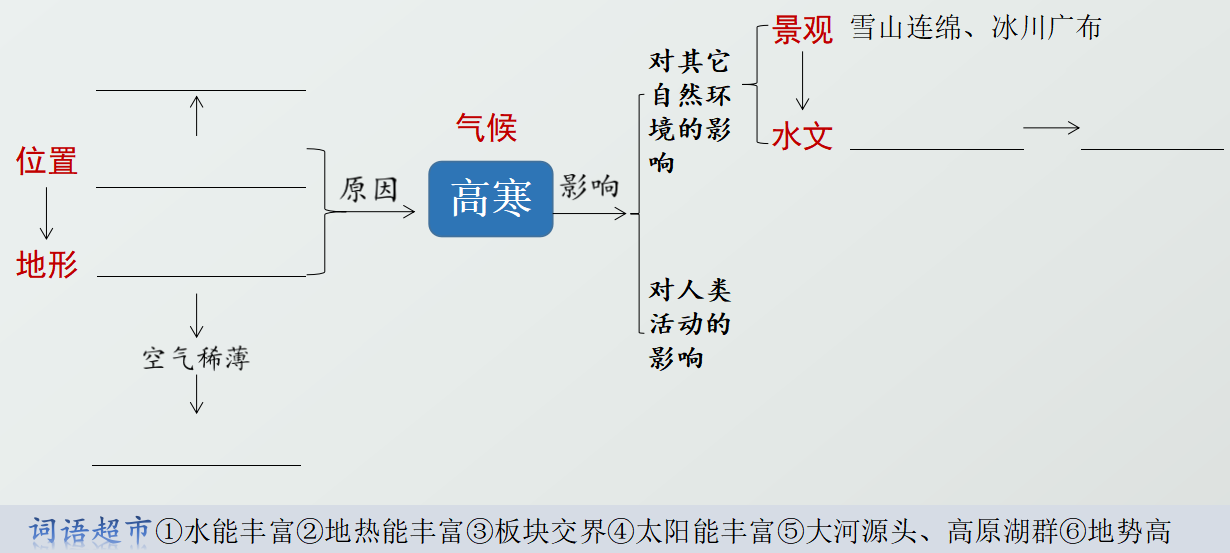 景观 雪山连绵、冰川广布
对其它
自然环
境的影
响
水文
气候
位置
原因
高寒
影响
地形
对人类
活动的
影响
空气稀薄
词语超市①水能丰富②地热能丰富③板块交界④太阳能丰富⑤大河源头、高原湖群⑥地势高